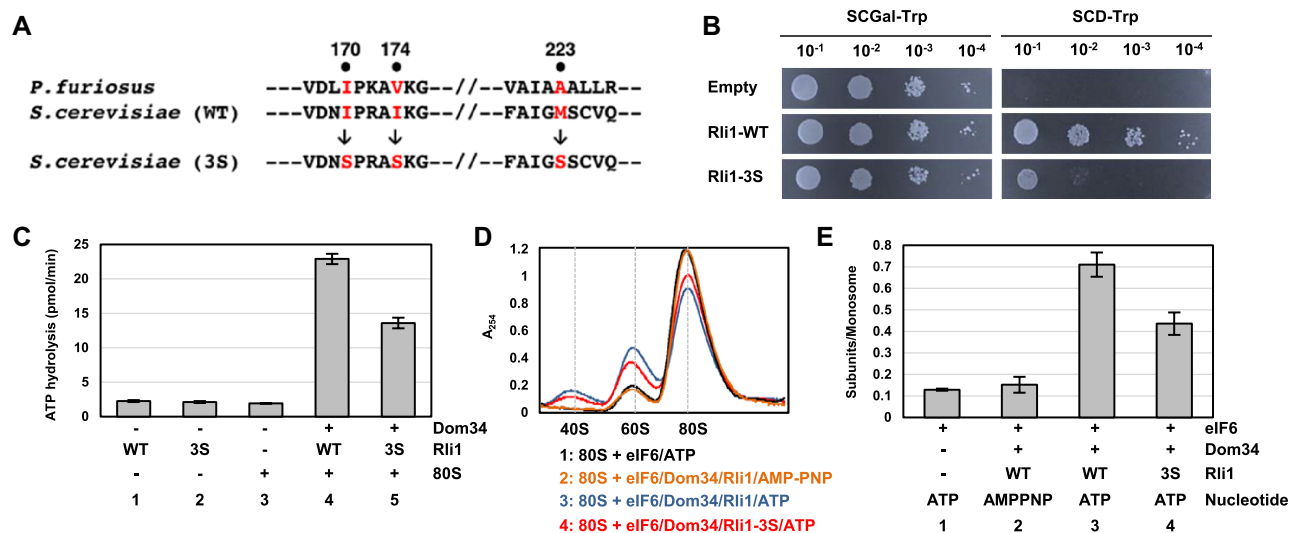 A
170 174 223
P.furiosus ---VDLIPKAVKG--//--VAIAAALLR--
S.cerevisiae (WT) ---VDNIPRAIKG--//--FAIGMSCVQ--
S.cerevisiae (3S) ---VDNSPRASKG--//--FAIGSSCVQ--
B
SCGal-Trp SCD-Trp
10-1 10-2 10-3 10-4 10-1 10-2 10-3 10-4
Empty
Rli1-WT
Rli1-3S
C
ATP hydrolysis (pmol/min)
25
20
15
10
5
0
- - - + + Dom34
WT 3S - WT 3S Rli1
- - + + + 80S
1 2 3 4 5
D
A254
1.2
1
0.8
0.6
0.4
0.2
0
40S 60S 80S
1: 80S + eIF6/ATP
2: 80S + eIF6/Dom34/Rli1/AMP-PNP
3: 80S + eIF6/Dom34/Rli1/ATP
4: 80S + eIF6/Dom34/Rli1-3S/ATP
E
Subunits/Monosome
0.8
0.7
0.6
0.5
0.4
0.3
0.2
0.1
0
+ + + + eIF6
- + + + Dom34
- WT WT 3S Rli1
ATP AMPPNP ATP ATP Nucleotide
1 2 3 4